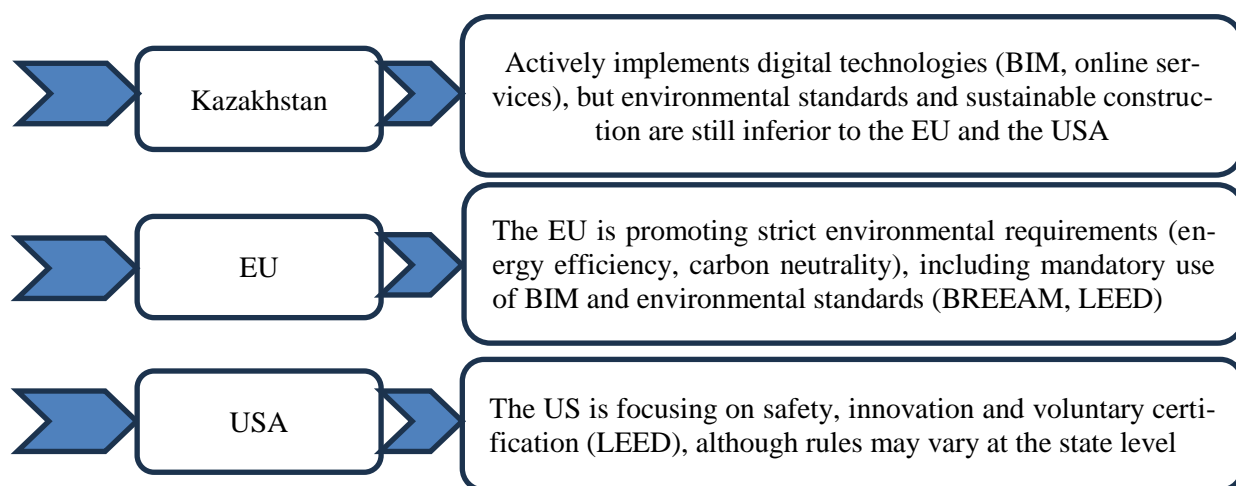 Kazakhstan
Actively implements digital technologies (BIM, online ser-
vices), but environmental standards and sustainable construc-
tion are still inferior to the EU and the USA
EU
The EU is promoting strict environmental requirements (en-
ergy efficiency, carbon neutrality), including mandatory use
of BIM and environmental standards (BREEAM, LEED)
USA
The US is focusing on safety, innovation and voluntary certi-
fication (LEED), although rules may vary at the state level